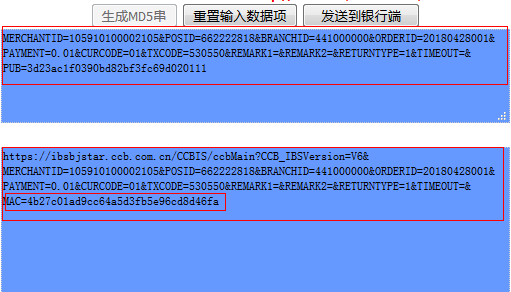 生成MD5串 重置输入数据项 发送到银行端
MERCHANTID=105910100002105&POSID=662222818&BRANCHID=441000000&ORDERID=20180428001&
PAYMENT=0.01&CURCODE=01&TXCODE=530550&REMARK1=&REMARK2=&RETURNTYPE=1&TIMEOUT=&
PUB=3d23ac1f0390bd82bf3fc69d020111
https://ibsbjstar.ccb.com.cn/CCBIS/ccbMain?CCB_IBSVersion=V6&
MERCHANTID=105910100002105&POSID=662222818&BRANCHID=441000000&ORDERID=20180428001&
PAYMENT=0.01&CURCODE=01&TXCODE=530550&REMARK1=&REMARK2=&RETURNTYPE=1&TIMEOUT=&
MAC=4b27c01ad9cc64a5d3fb5e96cd8d46fa